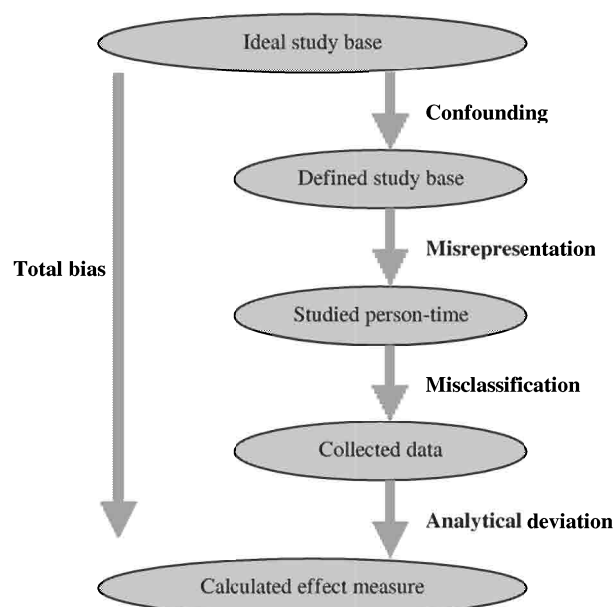 Ideal study base
Confounding
Defined study base
Misrepresentation
Total bias
Studied person-time
Misclassification
Collected data
Analytical deviation
Calculated effect measure